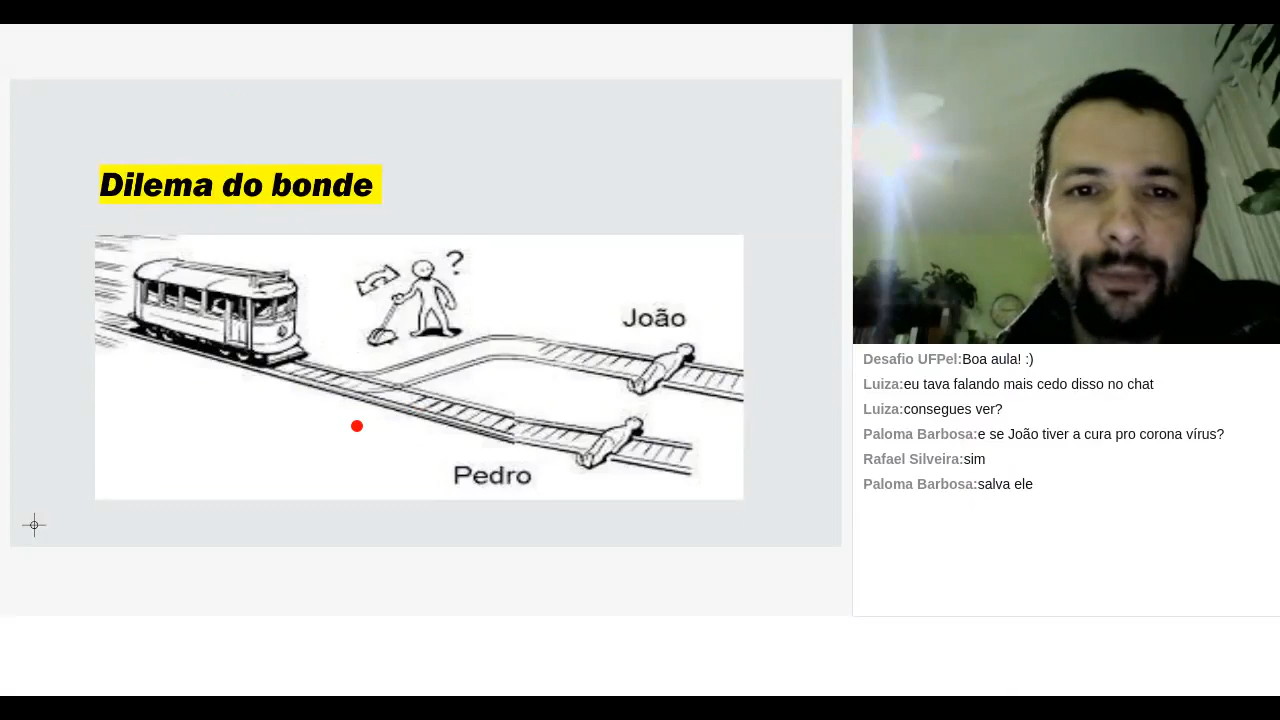 Dilema do bonde
?
João
Pedro
Desafio UFPel:Boa aula! :)
Luiza:eu tava falando mais cedo disso no chat
Luiza:consegues ver?
Paloma Barbosa:e se João tiver a cura pro corona vírus?
Rafael Silveira:sim
Paloma Barbosa:salva ele